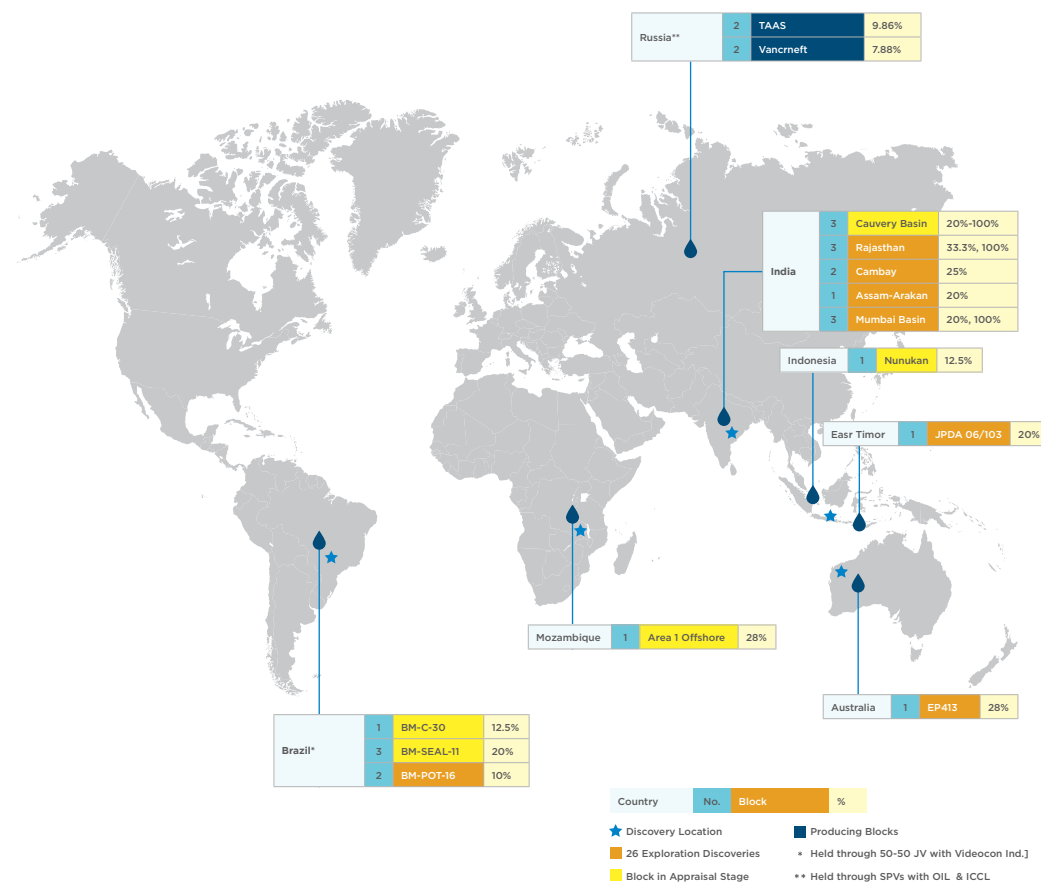 Russia** 2 TAAS 9.86%
2 Vancrneft 7.88%
India 3 Cauvery Basin 20%-100%
3 Rajasthan 33.3%, 100%
2 Cambay 25%
1 Assam-Arakan 20%
3 Mumbai Basin 20%, 100%
Indonesia 1 Nunukan 12.5%
Easr Timor 1 JPDA 06/103 20%
Mozambique 1 Area 1 Offshore 28%
Australia 1 EP413 28%
Brazil* 1 BM-C-30 12.5%
3 BM-SEAL-11 20%
2 BM-POT-16 10%
Country No. Block %
Discovery Location
Producing Blocks
26 Exploration Discoveries
* Held through 50-50 JV with Videocon Ind.]
Block in Appraisal Stage
** Held through SPVs with OIL & ICCL